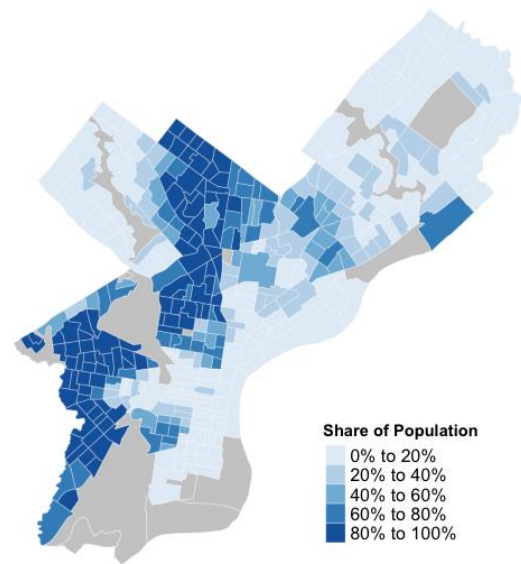 Share of Population
0% to 20%
20% to 40%
40% to 60%
60% to 80%
80% to 100%